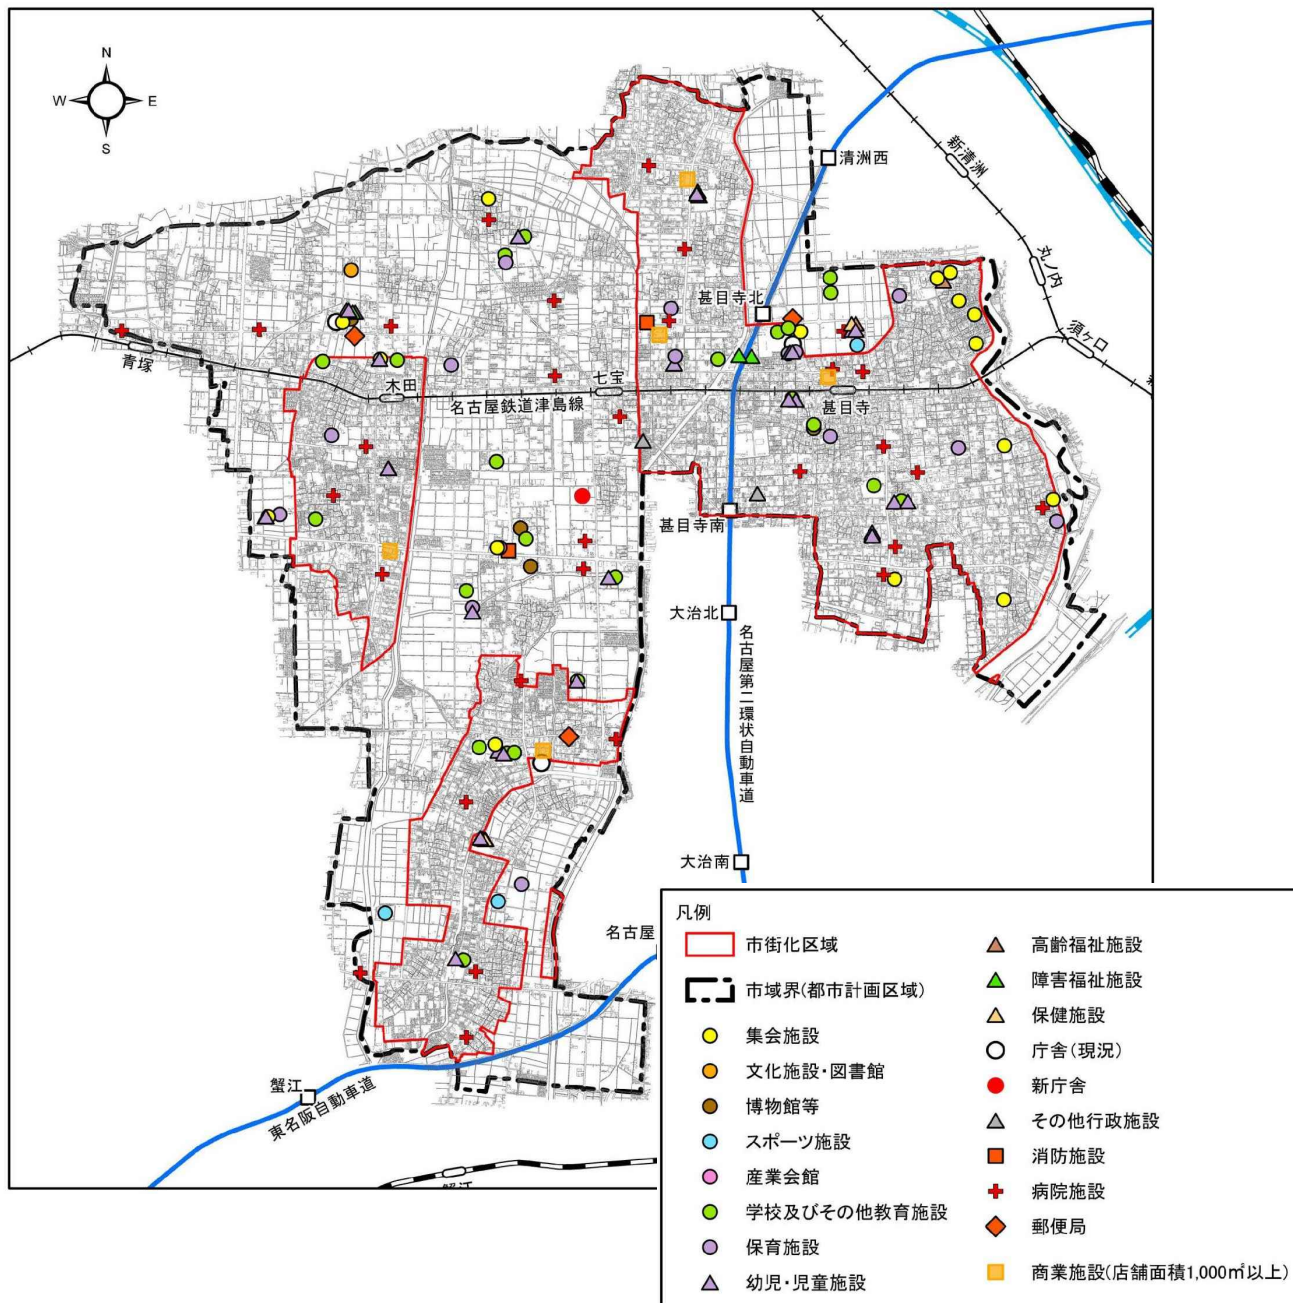 N
W
E
S
清洲西
新清洲
丸ノ内
須ケ口
甚目寺北
青塚
木田
七宝
名古屋鉄道津島線
甚目寺
甚目寺南
大治北
名古屋第二環状自動車道
大治南
名古屋
蟹江
東名阪自動車道
凡例
市街化区域
市域界(都市計画区域)
集会施設
文化施設・図書館
博物館等
スポーツ施設
産業会館
学校及びその他教育施設
保育施設
幼児・児童施設
高齢福祉施設
障害福祉施設
保健施設
庁舎(現況)
新庁舎
その他行政施設
消防施設
病院施設
郵便局
商業施設(店舗面積1,000㎡以上)